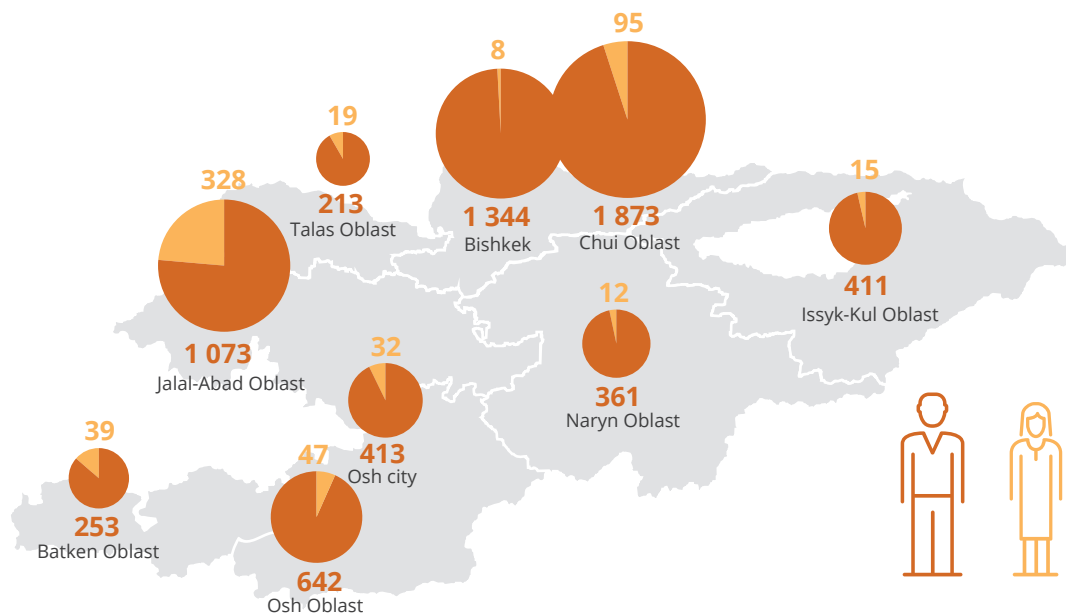 8
1 344
Bishkek
95
1 873
Chui Oblast
19
213
Talas Oblast
328
1 073
Jalal-Abad Oblast
15
411
Issyk-Kul Oblast
12
361
Naryn Oblast
32
413
Osh city
39
253
Batken Oblast
47
642
Osh Oblast